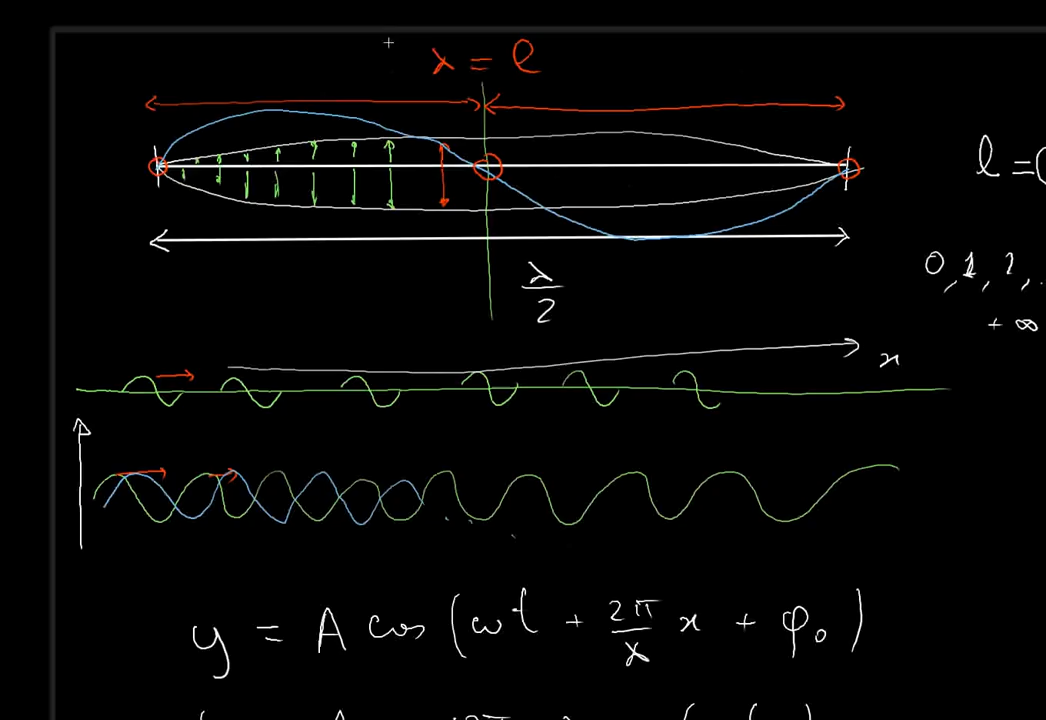 λ = l
l = (
λ/2
0, 1, 2, .
+ ∞
x
y = A cos (ωt + 2π/λ x + φ₀)